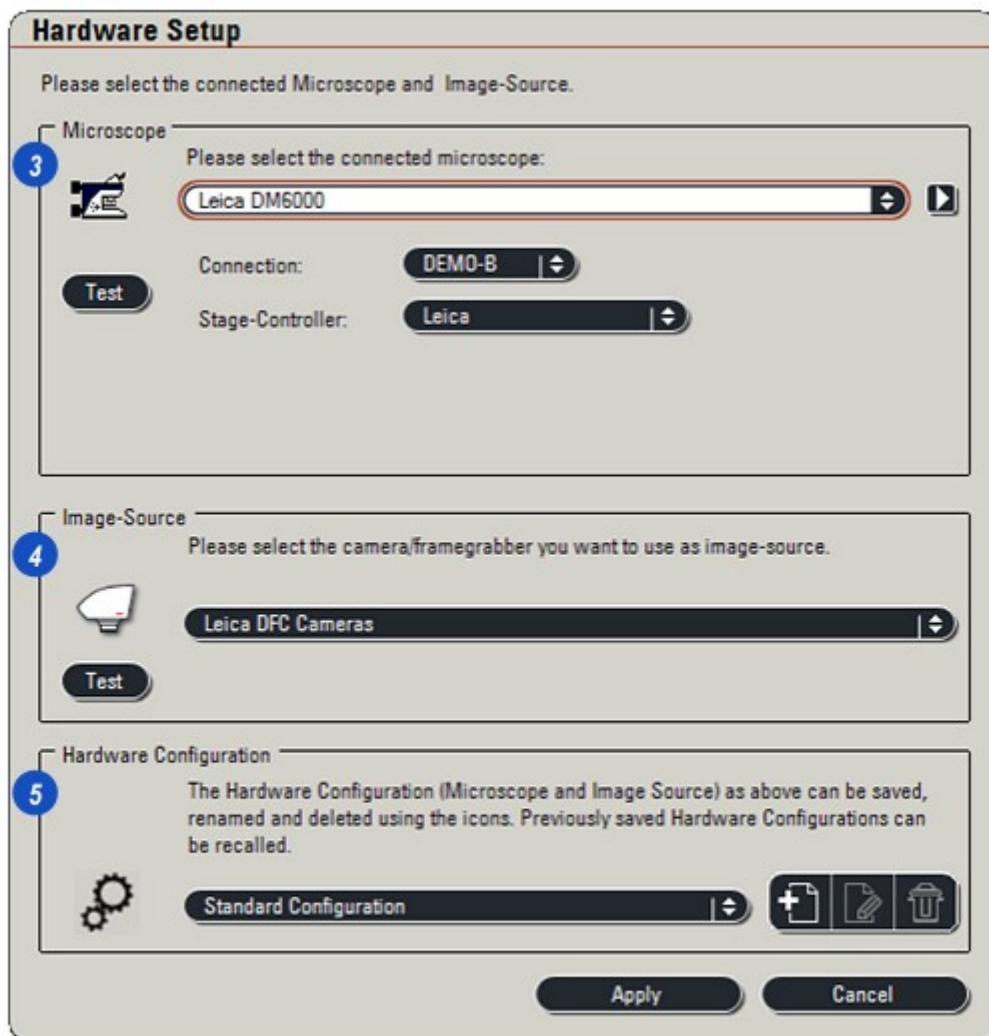 Hardware Setup
Please select the connected Microscope and Image-Source.
Microscope
3
Please select the connected microscope:
Leica DM6000
Connection:
DEMO-B
Test
Stage-Controller:
Leica
Image-Source
4
Please select the camera/framegrabber you want to use as image-source.
Leica DFC Cameras
Test
Hardware Configuration
5
The Hardware Configuration (Microscope and Image Source) as above can be saved,
renamed and deleted using the icons. Previously saved Hardware Configurations can
be recalled.
Standard Configuration
Apply
Cancel